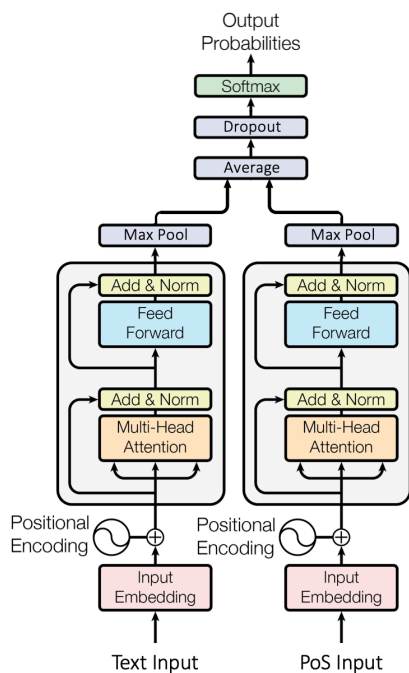 Output
Probabilities
Softmax
Dropout
Average
Max Pool
Add & Norm
Feed
Forward
Add & Norm
Multi-Head
Attention
Positional
Encoding
Input
Embedding
Text Input
Max Pool
Add & Norm
Feed
Forward
Add & Norm
Multi-Head
Attention
Positional
Encoding
Input
Embedding
PoS Input